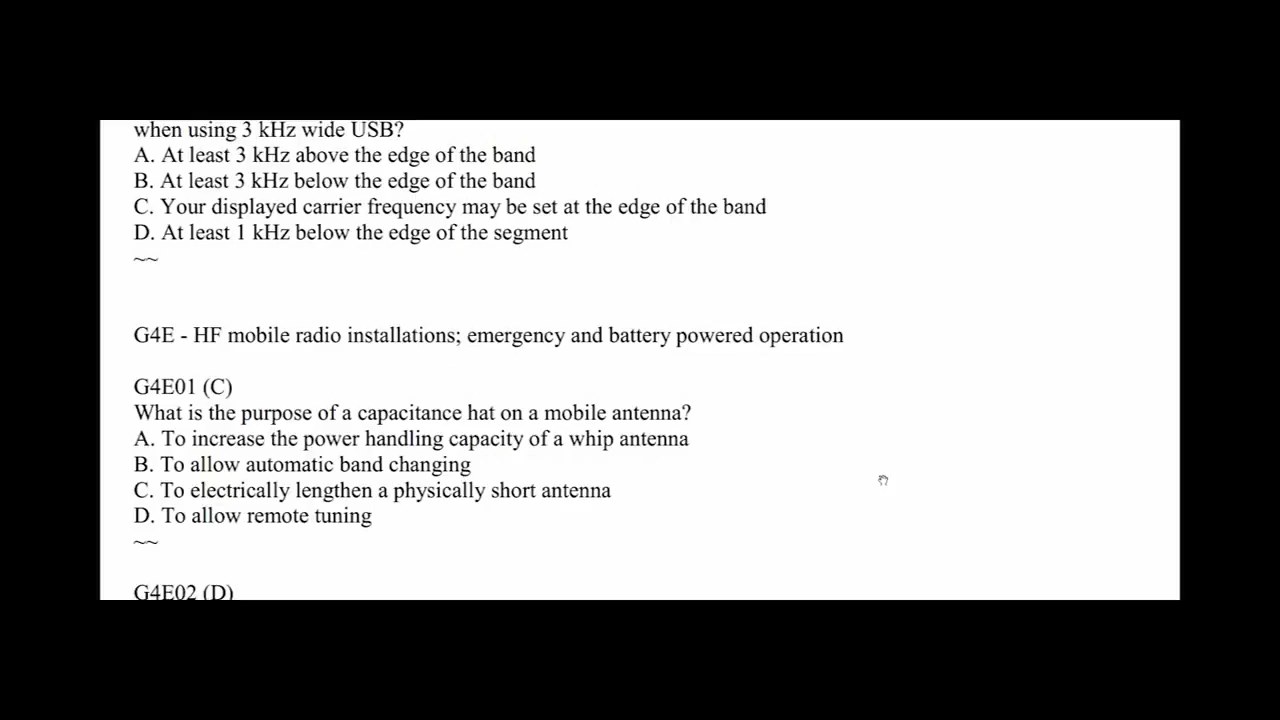 when using 3 kHz wide USB?
A. At least 3 kHz above the edge of the band
B. At least 3 kHz below the edge of the band
C. Your displayed carrier frequency may be set at the edge of the band
D. At least 1 kHz below the edge of the segment
~~
G4E - HF mobile radio installations; emergency and battery powered operation
G4E01 (C)
What is the purpose of a capacitance hat on a mobile antenna?
A. To increase the power handling capacity of a whip antenna
B. To allow automatic band changing
C. To electrically lengthen a physically short antenna
D. To allow remote tuning
~~
G4E02 (D)